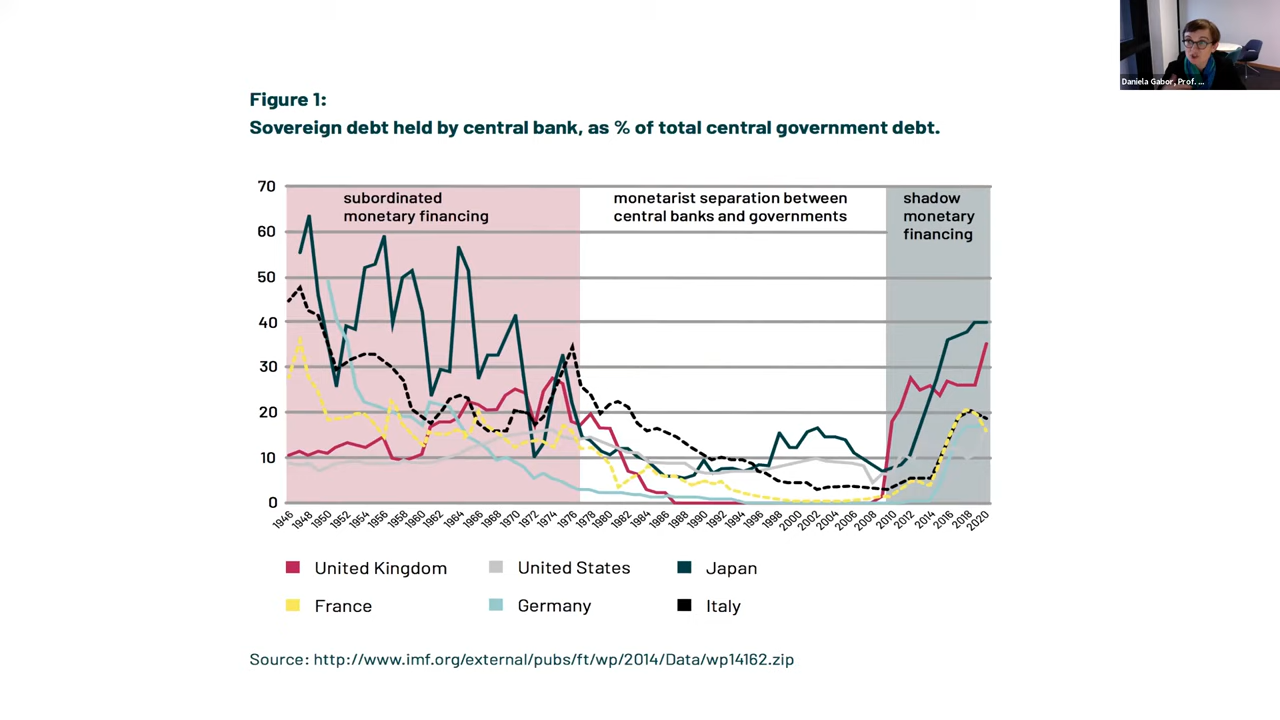 Daniela Gabor, Prof. ...
Figure 1:
Sovereign debt held by central bank, as % of total central government debt.
70
60
50
40
30
20
10
0
subordinated
monetary financing
monetarist separation between
central banks and governments
shadow
monetary
financing
1946 1948 1950 1952 1954 1956 1958 1960 1962 1964 1966 1968 1970 1972 1974 1976 1978 1980 1982 1984 1986 1988 1990 1992 1994 1996 1998 2000 2002 2004 2006 2008 2010 2012 2014 2016 2018 2020
United Kingdom United States Japan
France Germany Italy
Source: http://www.imf.org/external/pubs/ft/wp/2014/Data/wp14162.zip